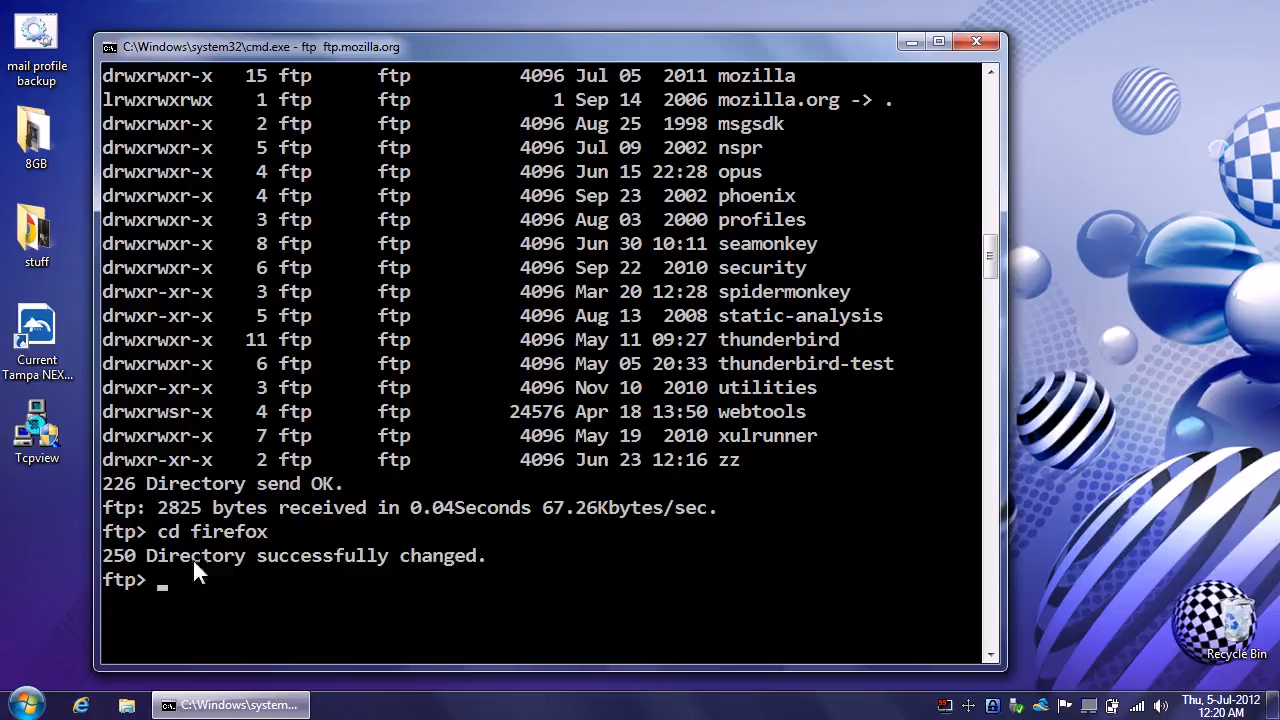 mail profile
backup
8GB
stuff
Current
Tampa NEX...
Tcpview
C:\Windows\system32\cmd.exe - ftp  ftp.mozilla.org
drwxrwxr-x   15 ftp      ftp          4096 Jul 05  2011 mozilla
lrwxrwxrwx    1 ftp      ftp             1 Sep 14  2006 mozilla.org -> .
drwxrwxr-x    2 ftp      ftp          4096 Aug 25  1998 msgsdk
drwxrwxr-x    5 ftp      ftp          4096 Jul 09  2002 nspr
drwxrwxr-x    4 ftp      ftp          4096 Jun 15 22:28 opus
drwxrwxr-x    4 ftp      ftp          4096 Sep 23  2002 phoenix
drwxrwxr-x    3 ftp      ftp          4096 Aug 03  2000 profiles
drwxrwxr-x    8 ftp      ftp          4096 Jun 30 10:11 seamonkey
drwxrwxr-x    6 ftp      ftp          4096 Sep 22  2010 security
drwxr-xr-x    3 ftp      ftp          4096 Mar 20 12:28 spidermonkey
drwxr-xr-x    5 ftp      ftp          4096 Aug 13  2008 static-analysis
drwxrwxr-x   11 ftp      ftp          4096 May 11 09:27 thunderbird
drwxrwxr-x    6 ftp      ftp          4096 May 05 20:33 thunderbird-test
drwxr-xr-x    3 ftp      ftp          4096 Nov 10  2010 utilities
drwxrwsr-x    4 ftp      ftp         24576 Apr 18 13:50 webtools
drwxrwxr-x    7 ftp      ftp          4096 May 19  2010 xulrunner
drwxr-xr-x    2 ftp      ftp          4096 Jun 23 12:16 zz
226 Directory send OK.
ftp: 2825 bytes received in 0.04Seconds 67.26Kbytes/sec.
ftp> cd firefox
250 Directory successfully changed.
ftp> _
Recycle Bin
C:\Windows\system...
Thu, 5-Jul-2012
12:20 AM